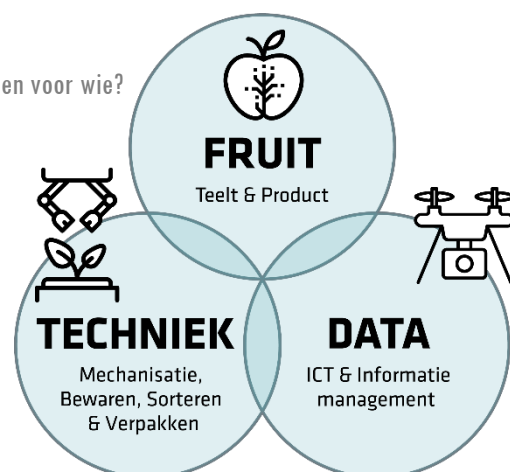 en voor wie?
FRUIT
Teelt & Product
TECHNIEK
Mechanisatie,
Bewaren, Sorteren
& Verpakken
DATA
ICT & Informatie
management